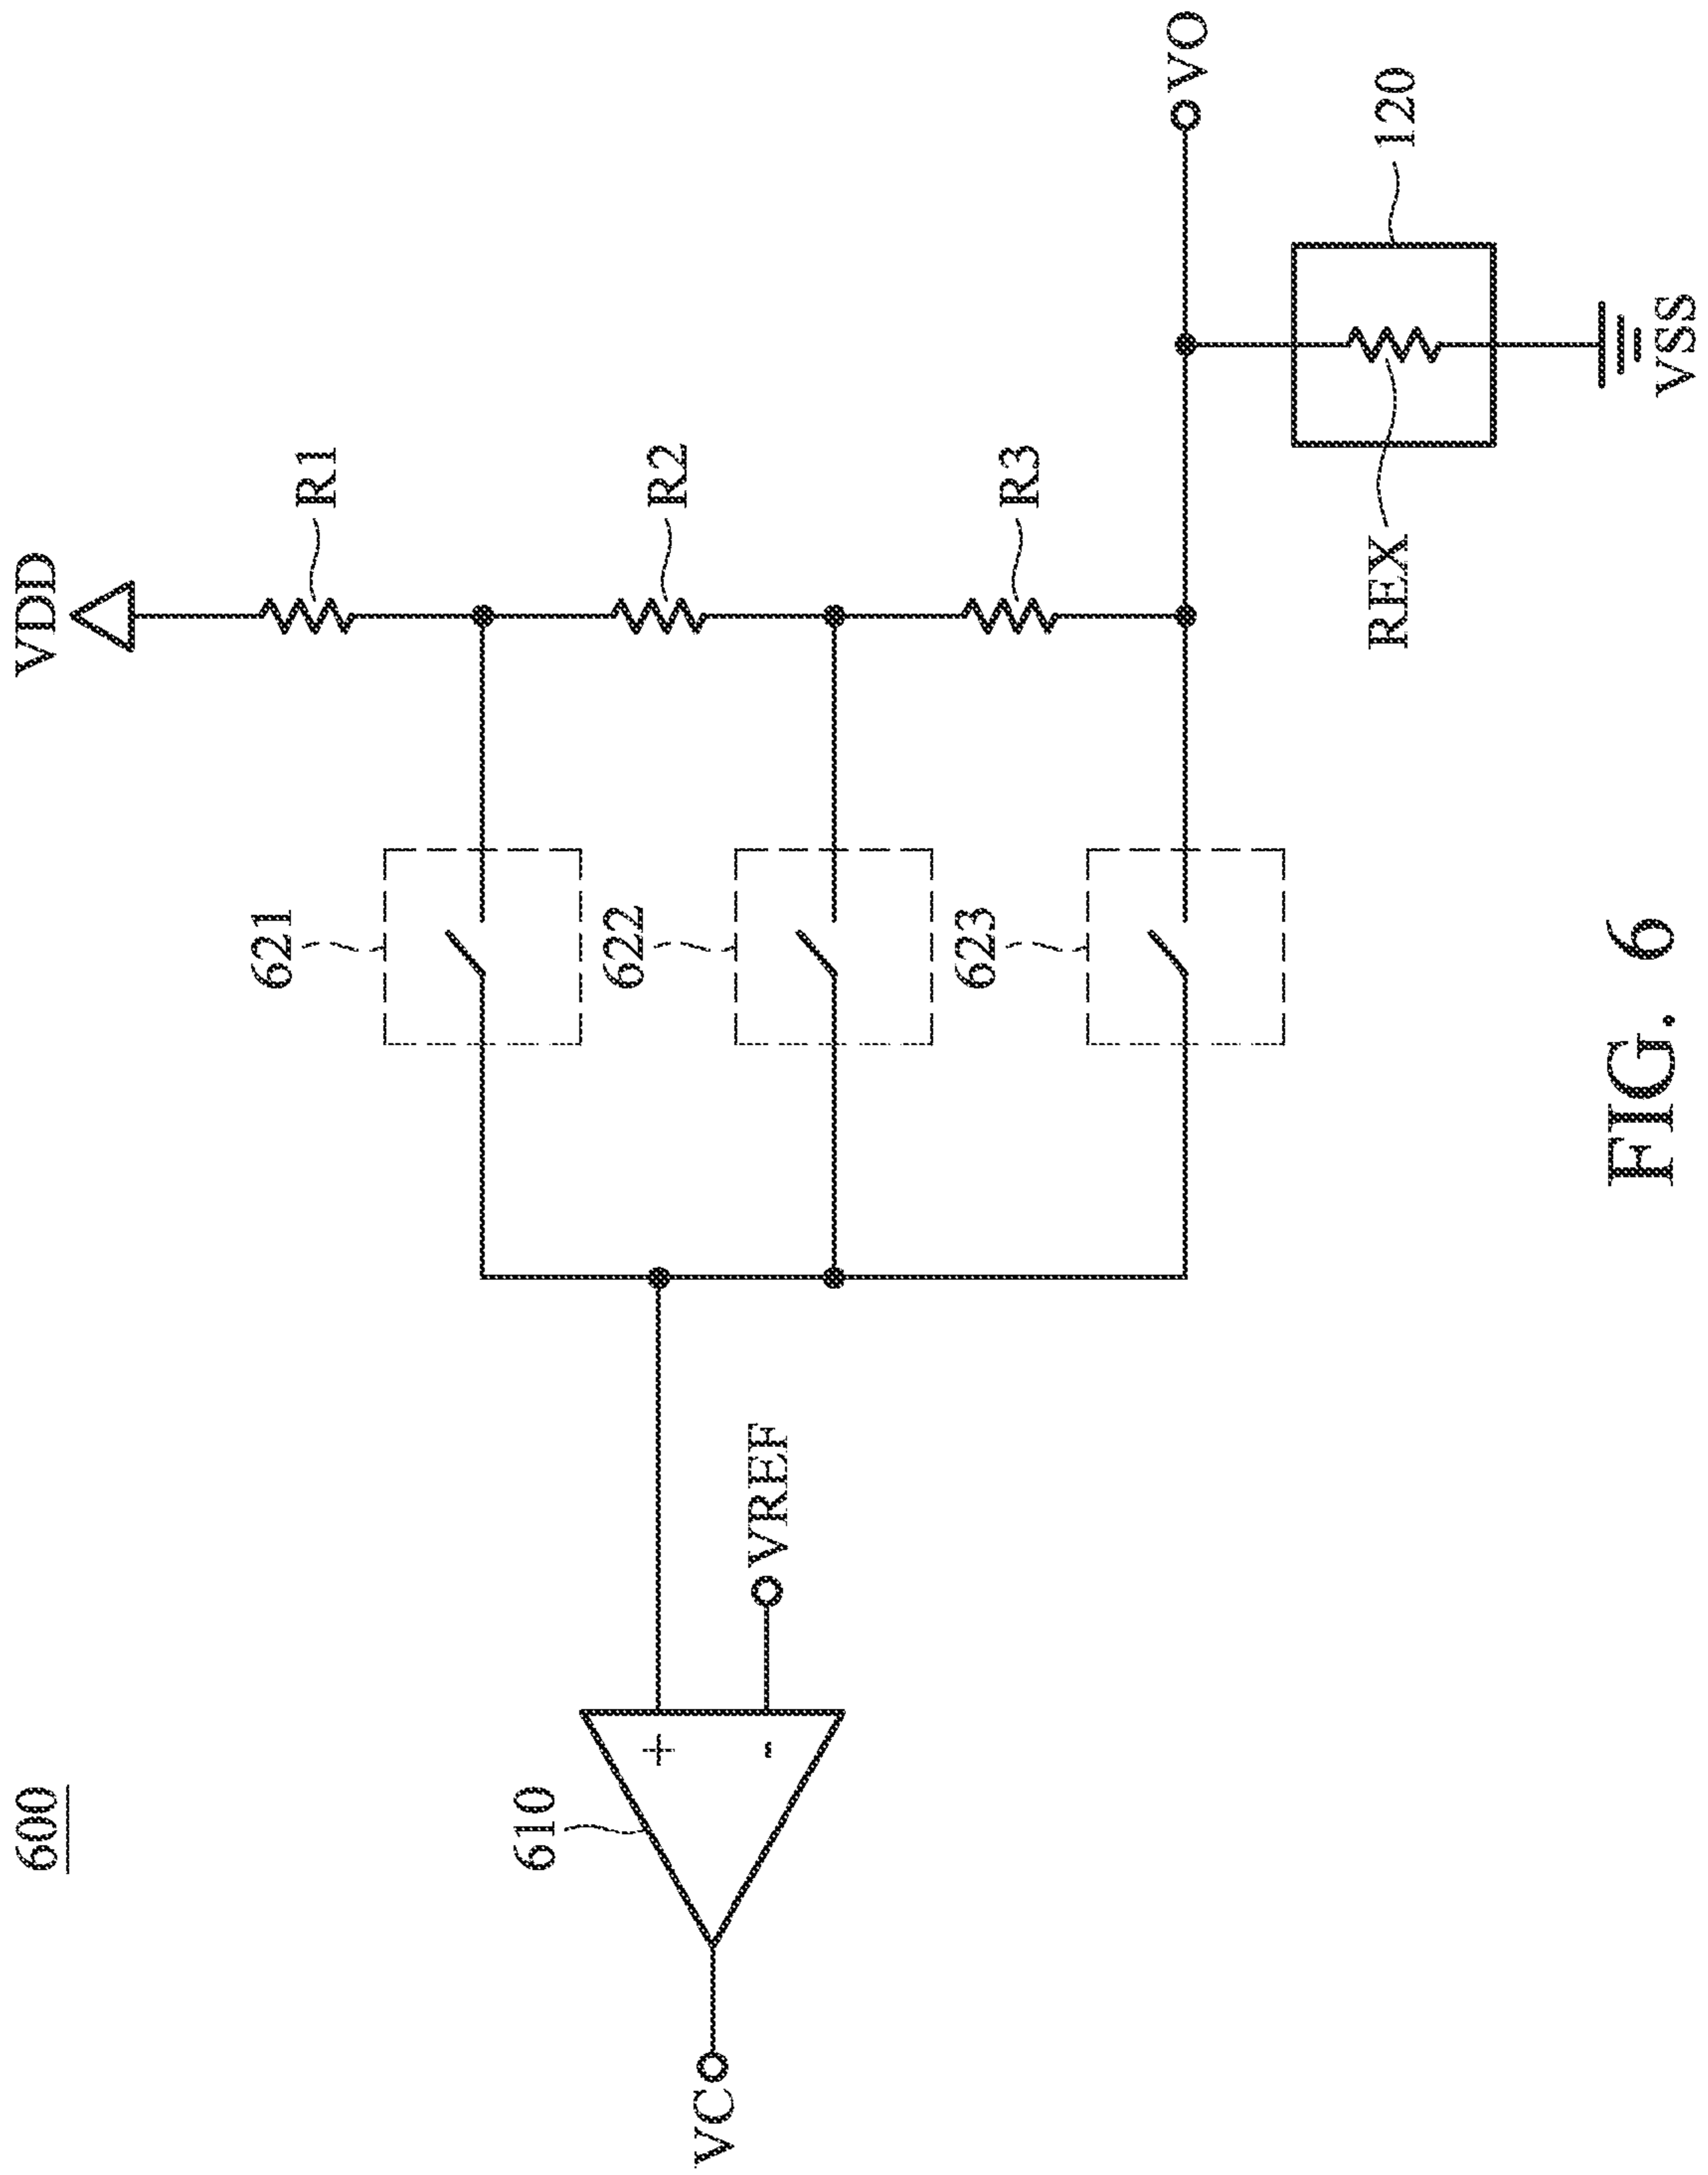 600
VDD
R1
621
R2
610
622
R3
VC
+
-
VREF
623
VO
REX
120
VSS
FIG. 6